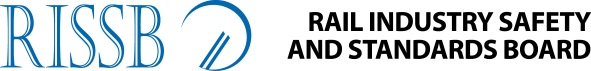 RISSB
RAIL INDUSTRY SAFETY
AND STANDARDS BOARD